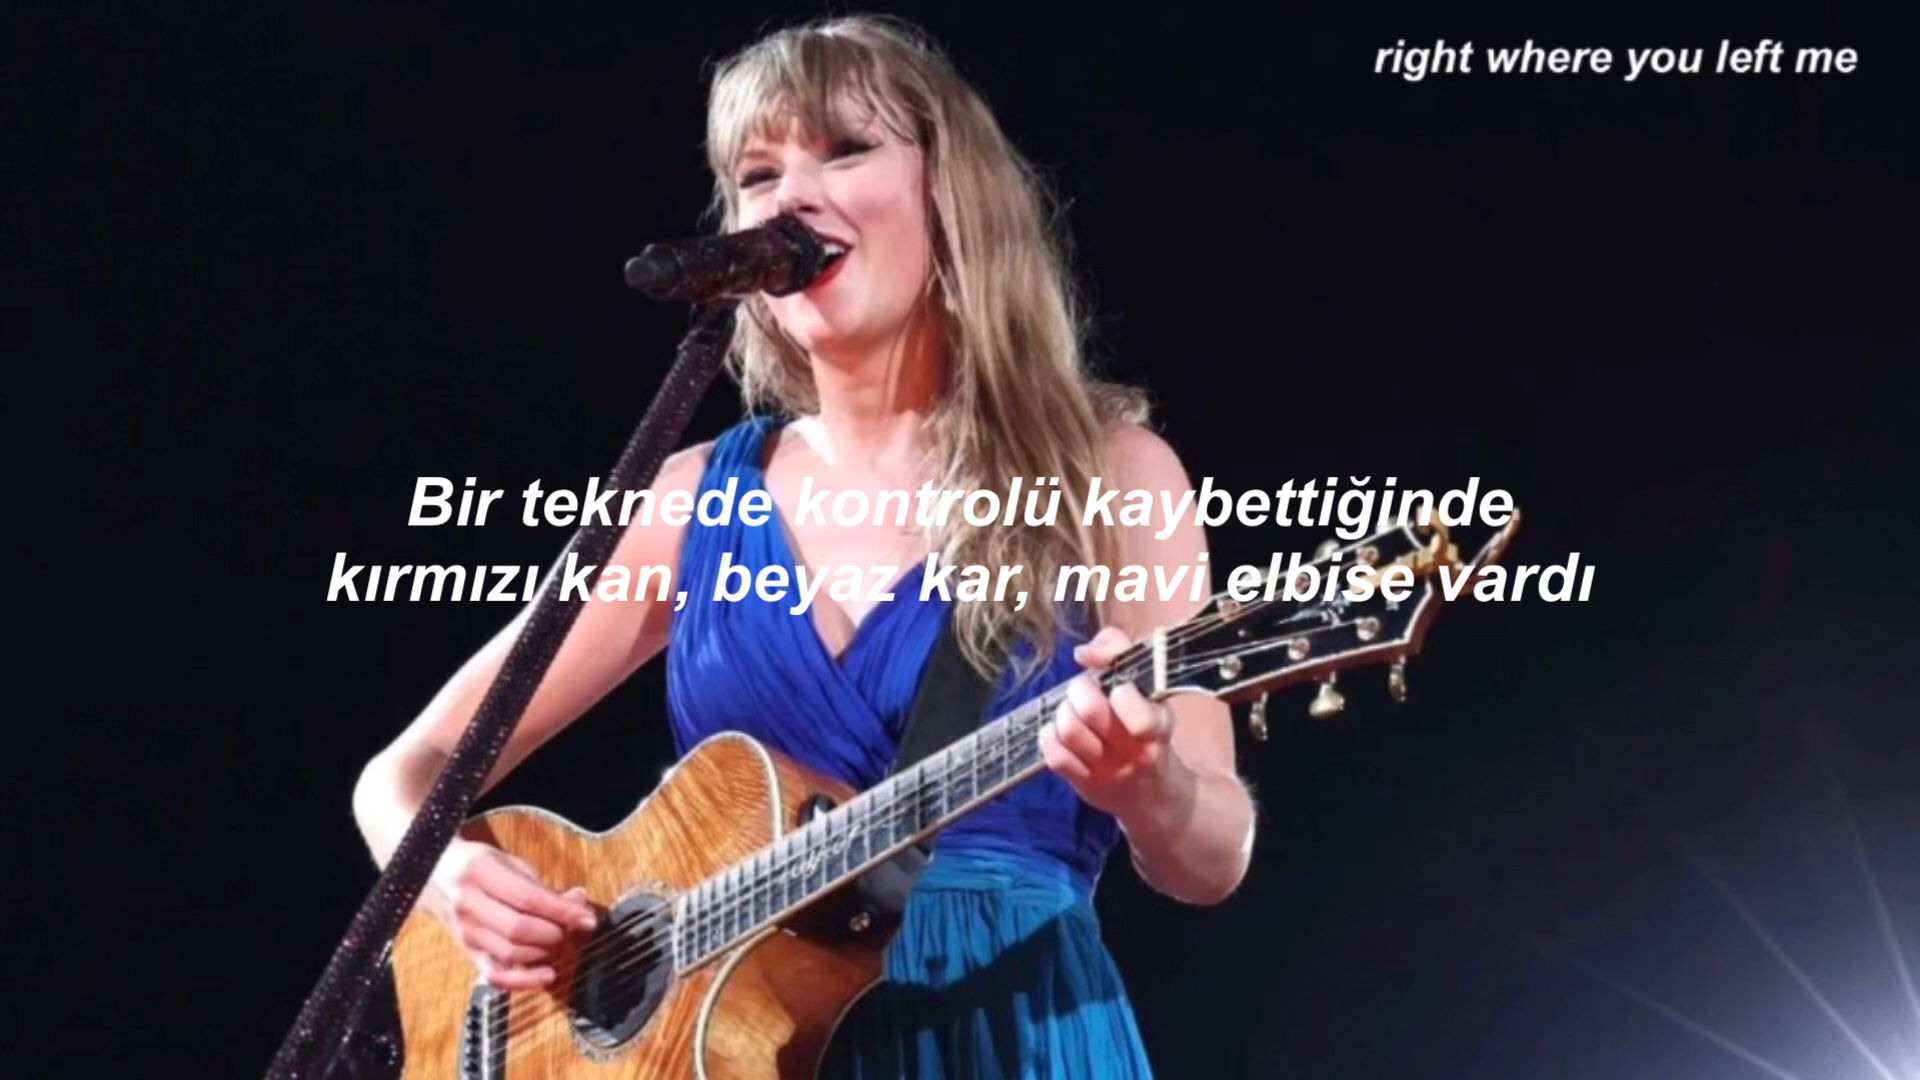 right where you left me
Bir teknede kontrolü kaybettiğinde
kırmızı kan, beyaz kar, mavi elbise vardı